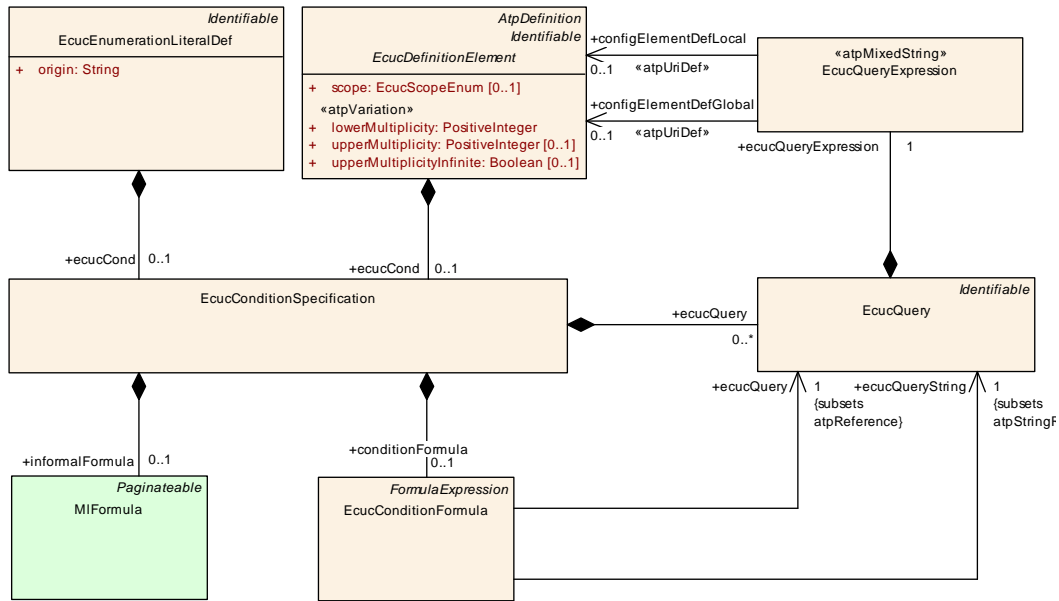 Identifiable
EcucEnumerationLiteralDef
+ origin: String
AtpDefinition
Identifiable
EcucDefinitionElement
+ scope: EcucScopeEnum [0..1]
«atpVariation»
+ lowerMultiplicity: PositiveInteger
+ upperMultiplicity: PositiveInteger [0..1]
+ upperMultiplicityInfinite: Boolean [0..1]
+configElementDefLocal
0..1 «atpUriDef»
+configElementDefGlobal
0..1 «atpUriDef»
«atpMixedString»
EcucQueryExpression
+ecucQueryExpression 1
+ecucCond 0..1
+ecucCond 0..1
EcucConditionSpecification
+ecucQuery
0..*
Identifiable
EcucQuery
+ecucQuery 1
{subsets
atpReference}
+ecucQueryString 1
{subsets
+informalFormula 0..1
+conditionFormula
0..1
Paginateable
MlFormula
FormulaExpression
EcucConditionFormula